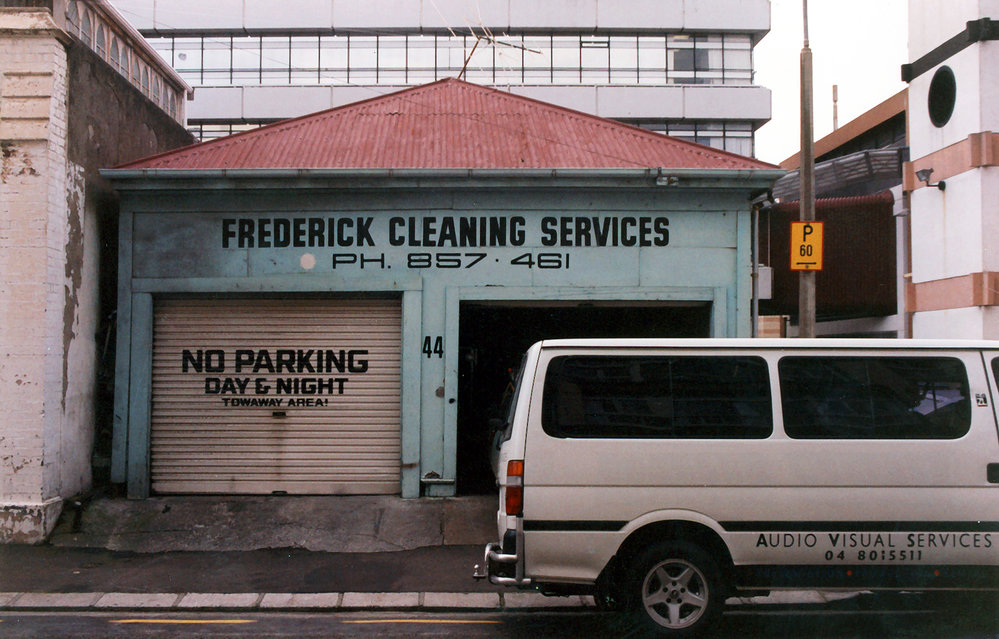 FREDERICK CLEANING SERVICES
PH. 857·461
P
60
44
NO PARKING
DAY & NIGHT
TOWAWAY AREA!
AUDIO VISUAL SERVICES
04 8015511